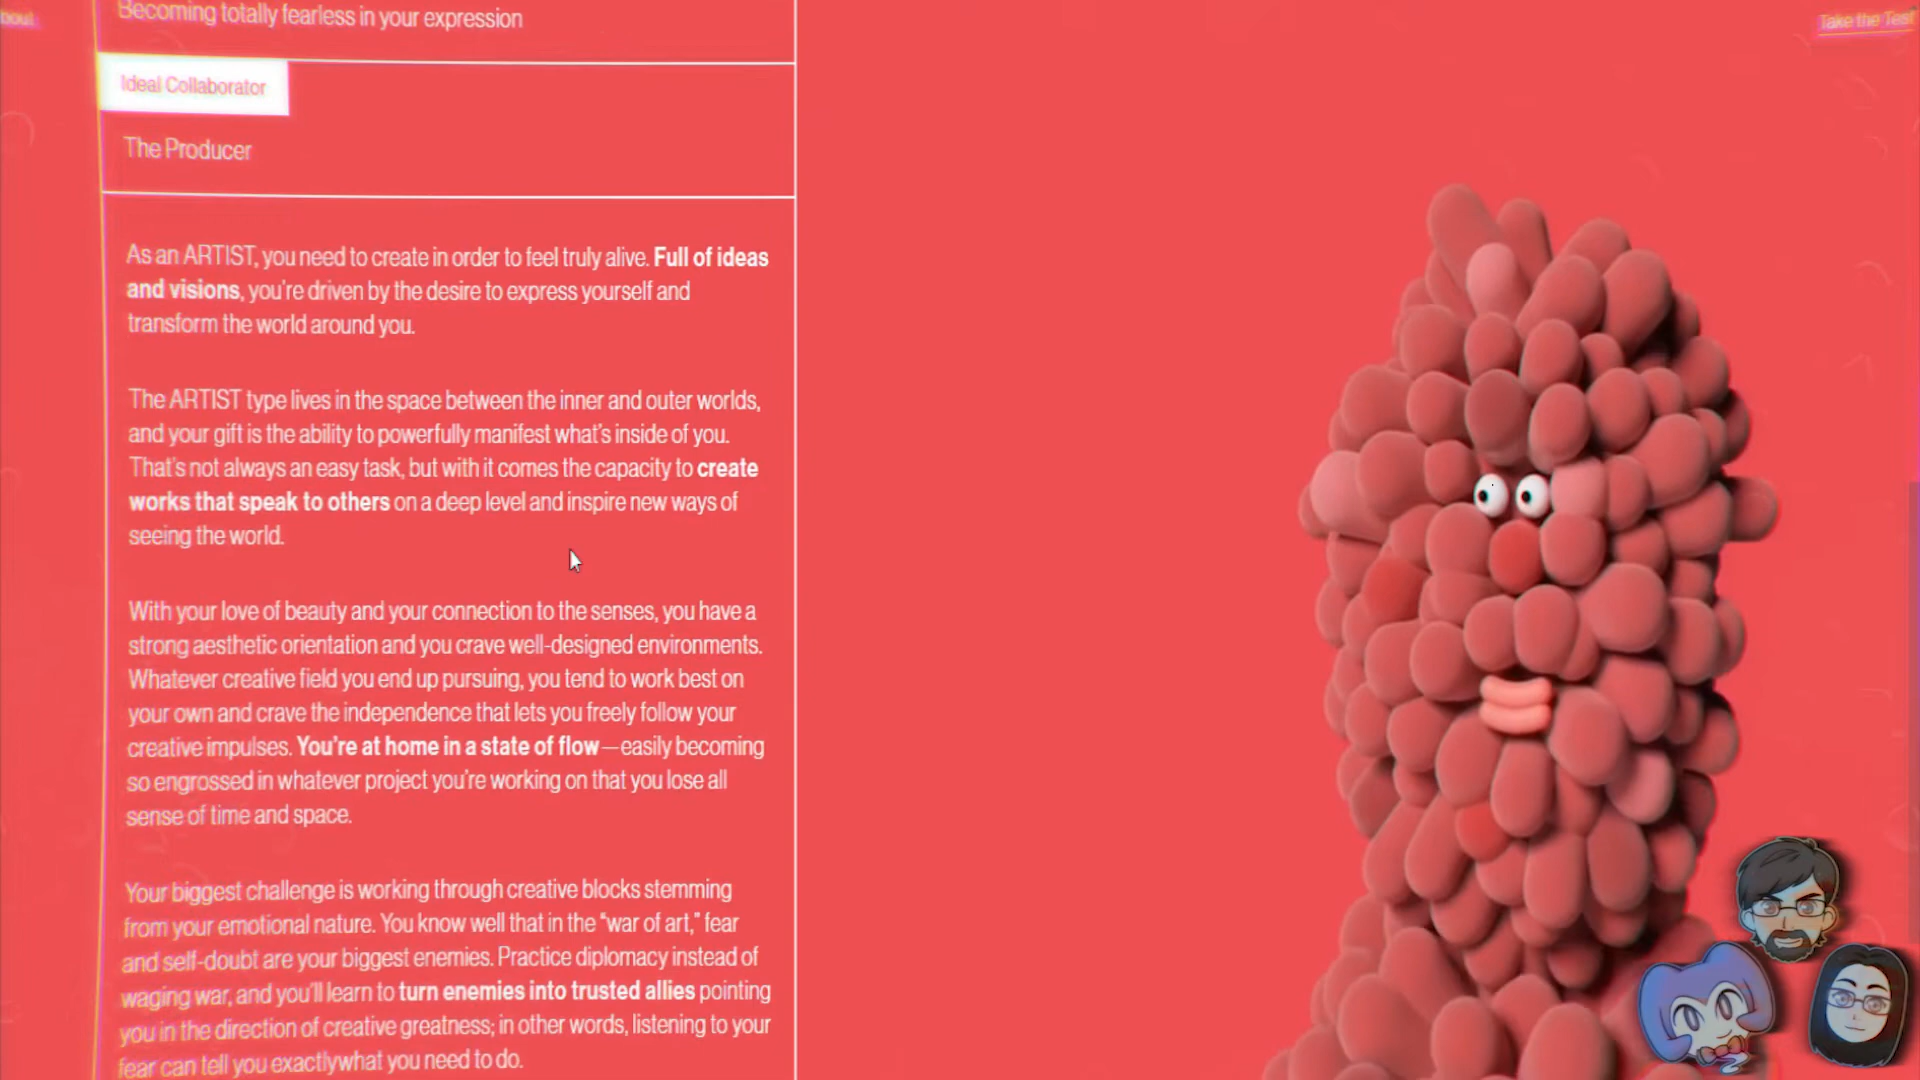 bout
Take the Test
Becoming totally fearless in your expression
Ideal Collaborator
The Producer
As an ARTIST, you need to create in order to feel truly alive. Full of ideas
and visions, you're driven by the desire to express yourself and
transform the world around you.
The ARTIST type lives in the space between the inner and outer worlds,
and your gift is the ability to powerfully manifest what's inside of you.
That's not always an easy task, but with it comes the capacity to create
works that speak to others on a deep level and inspire new ways of
seeing the world.
With your love of beauty and your connection to the senses, you have a
strong aesthetic orientation and you crave well-designed environments.
Whatever creative field you end up pursuing, you tend to work best on
your own and crave the independence that lets you freely follow your
creative impulses. You're at home in a state of flow—easily becoming
so engrossed in whatever project you're working on that you lose all
sense of time and space.
Your biggest challenge is working through creative blocks stemming
from your emotional nature. You know well that in the “war of art,” fear
and self-doubt are your biggest enemies. Practice diplomacy instead of
waging war, and you'll learn to turn enemies into trusted allies pointing
you in the direction of creative greatness; in other words, listening to your
fear can tell you exactlywhat you need to do.